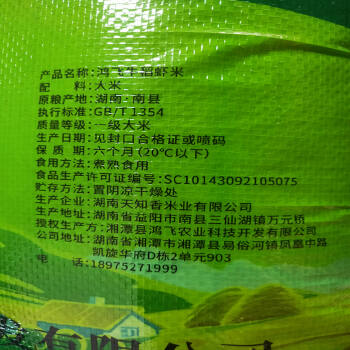 产品名称：鸿飞生稻虾米
配　　料：大米
原粮产地：湖南·南县
执行标准：GB/T 1354
质量等级：一级大米
生产日期：见封口合格证或喷码
保 质 期：六个月（20℃以下）
食用方法：煮熟食用
食品生产许可证编号：SC10143092105075
贮存方法：置阴凉干燥处
生产企业：湖南天知香米业有限公司
生产地址：湖南省益阳市南县三仙湖镇万元桥
授权生产方：湘潭县鸿飞农业科技开发有限公司
公司地址：湖南省湘潭市湘潭县易俗河镇凤凰中路
凯旋华府D栋2单元903
电　　话：18975271999
有限公司